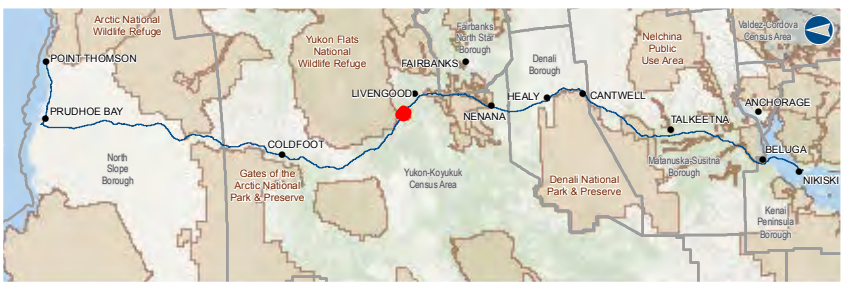 Arctic National
Wildlife Refuge
POINT THOMSON
PRUDHOE BAY
North
Slope
Borough
COLDFOOT
Gates of the
Arctic National
Park & Preserve
Yukon Flats
National
Wildlife Refuge
LIVENGOOD
FAIRBANKS
Fairbanks
North Star
Borough
NENANA
Yukon-Koyukuk
Census Area
Denali
Borough
HEALY
CANTWELL
Denali National
Park & Preserve
Nelchina
Public
Use Area
TALKEETNA
Matanuska-Susitna
Borough
Valdez-Cordova
Census Area
ANCHORAGE
BELUGA
NIKISKI
Kenai
Peninsula
Borough